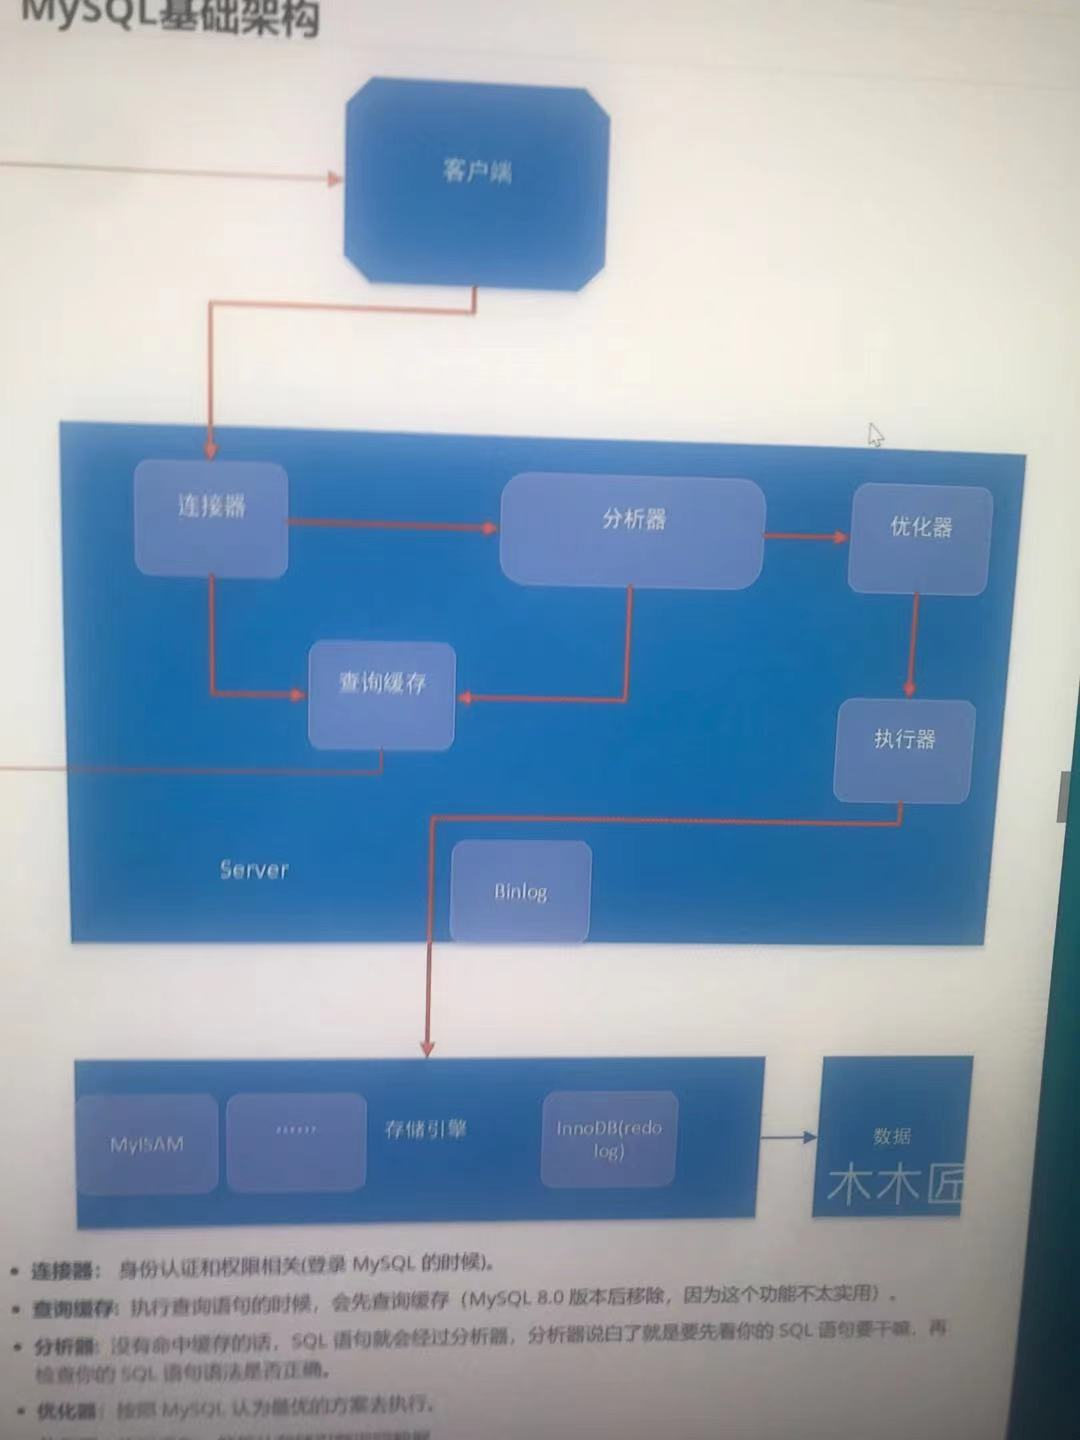 MySQL基础架构
客户端
连接器
分析器
优化器
查询缓存
执行器
Server
Binlog
MyISAM
,,,,,,
存储引擎
InnoDB(redo
log)
数据
木木匠
• 连接器: 身份认证和权限相关(登录 MySQL 的时候)。
• 查询缓存: 执行查询语句的时候，会先查询缓存（MySQL 8.0 版本后移除，因为这个功能不太实用）。
• 分析器: 没有命中缓存的话，SQL 语句就会经过分析器，分析器说白了就是要先看你的 SQL 语句要干嘛，再
检查你的 SQL 语句语法是否正确。
• 优化器: 按照 MySQL 认为最优的方案去执行。